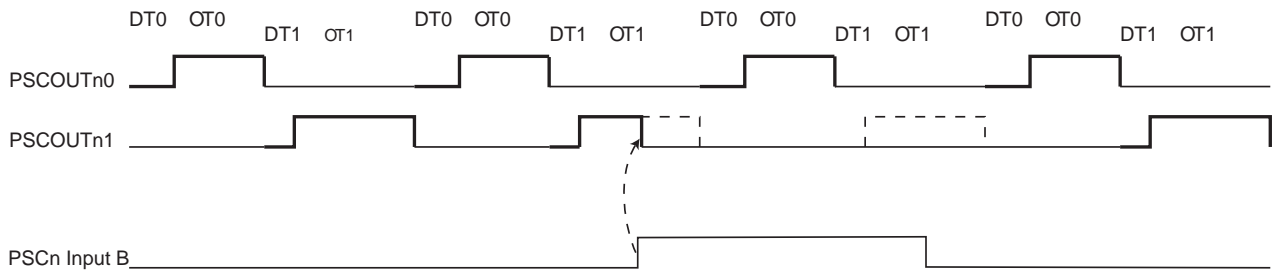 DT0 OT0 DT1 OT1 DT0 OT0 DT1 OT1 DT0 OT0 DT1 OT1 DT0 OT0 DT1 OT1
PSCOUTn0
PSCOUTn1
PSCn Input B